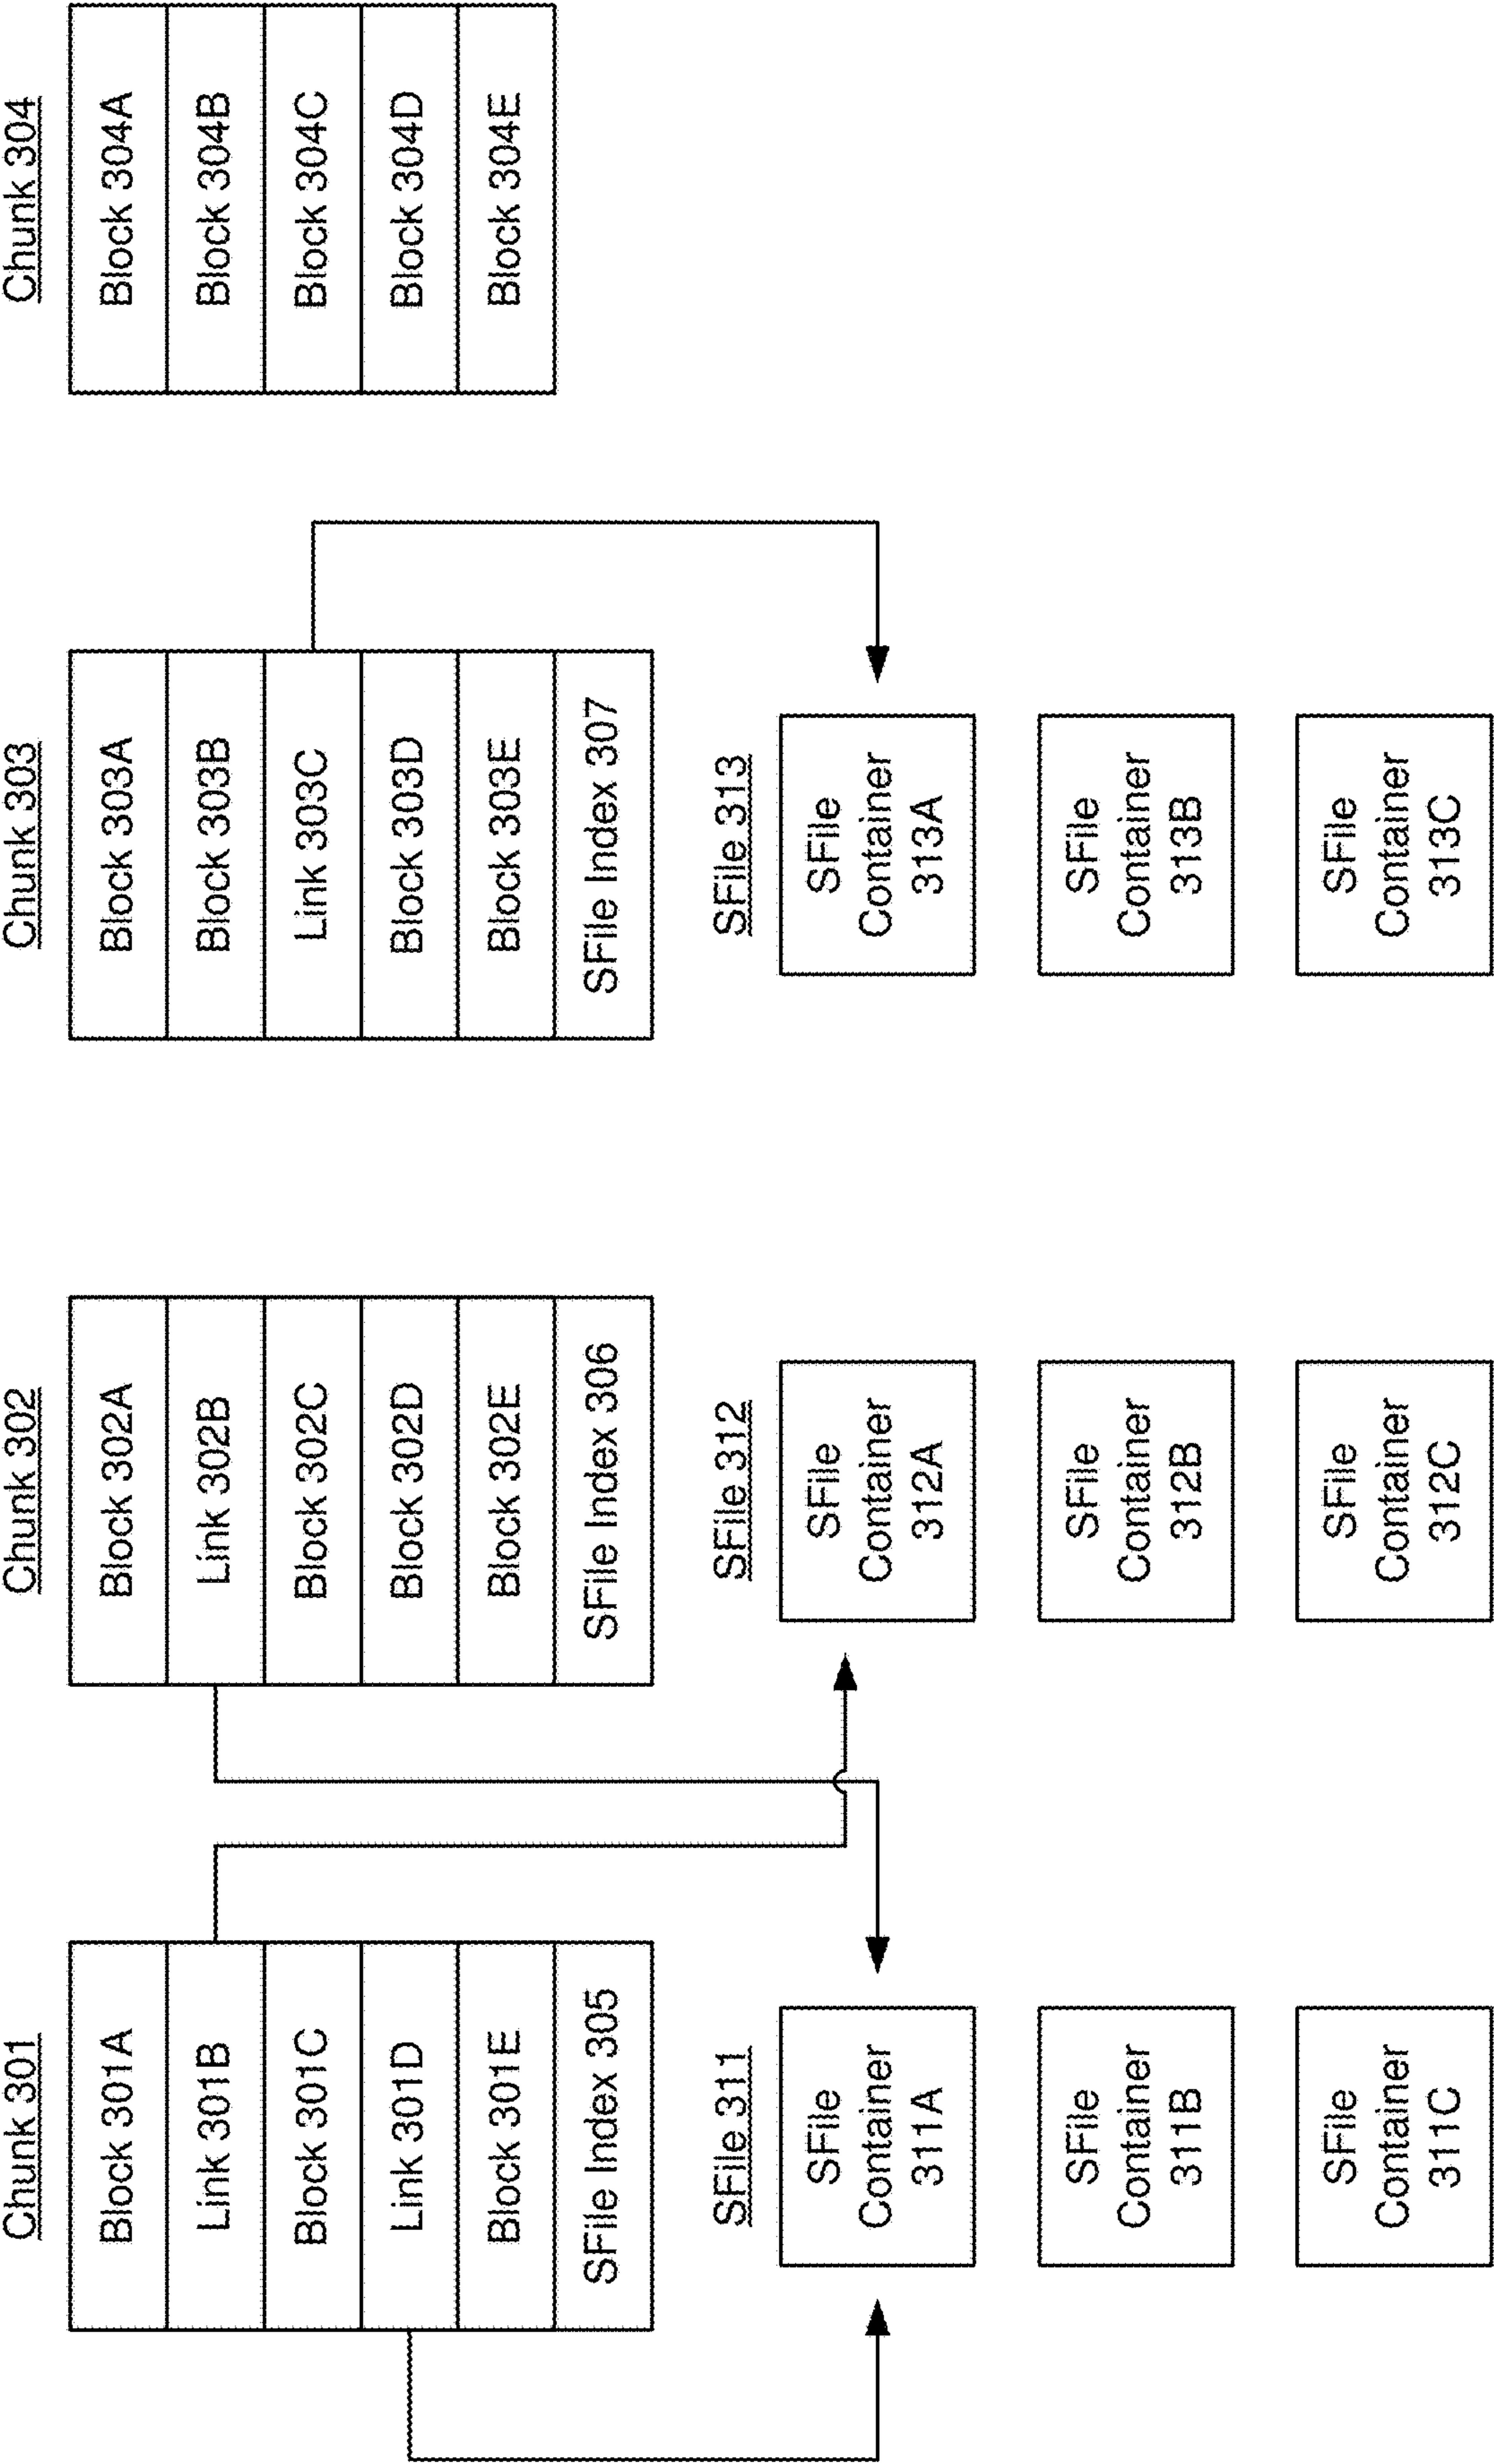 Chunk 301
Block 301A
Link 301B
Block 301C
Link 301D
Block 301E
SFile Index 305
Chunk 302
Block 302A
Link 302B
Block 302C
Block 302D
Block 302E
SFile Index 306
Chunk 303
Block 303A
Block 303B
Link 303C
Block 303D
Block 303E
SFile Index 307
Chunk 304
Block 304A
Block 304B
Block 304C
Block 304D
Block 304E
SFile 311
SFile
Container
311A
SFile
Container
311B
SFile
Container
311C
SFile 312
SFile
Container
312A
SFile
Container
312B
SFile
Container
312C
SFile 313
SFile
Container
313A
SFile
Container
313B
SFile
Container
313C